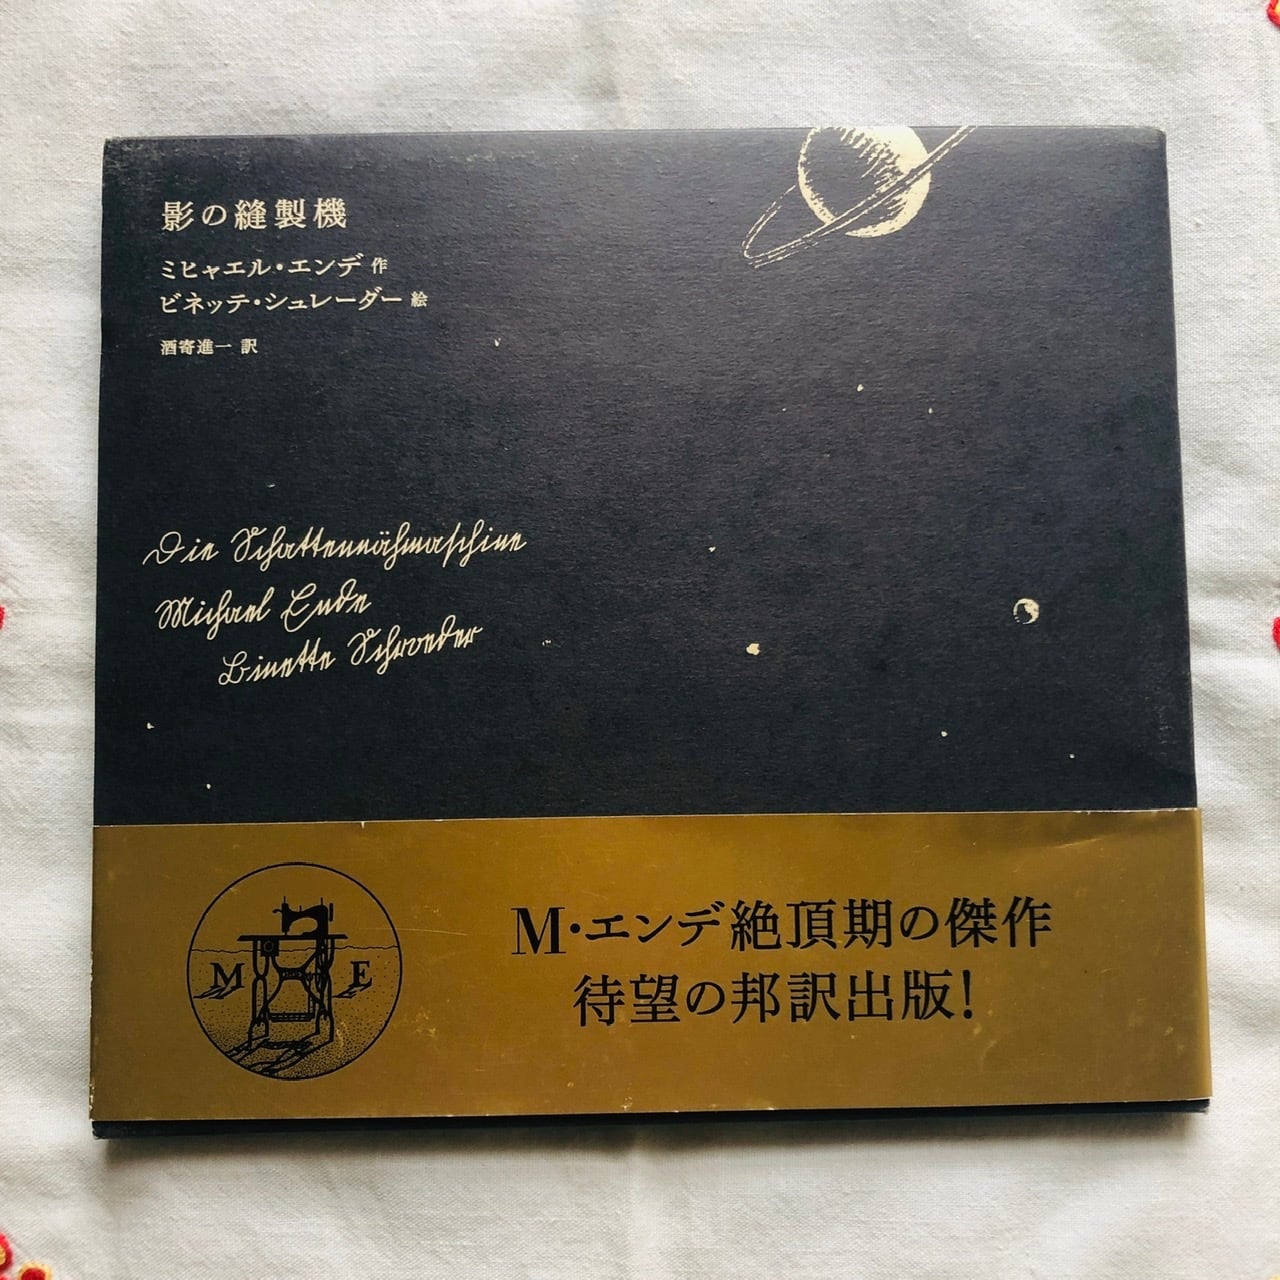 影の縫製機
ミヒャエル・エンデ 作
ビネッテ・シュレーダー 絵
酒寄進一 訳
Die Schattennähmaschine
Michael Ende
Binette Schroeder
M E
M・エンデ絶頂期の傑作
待望の邦訳出版!